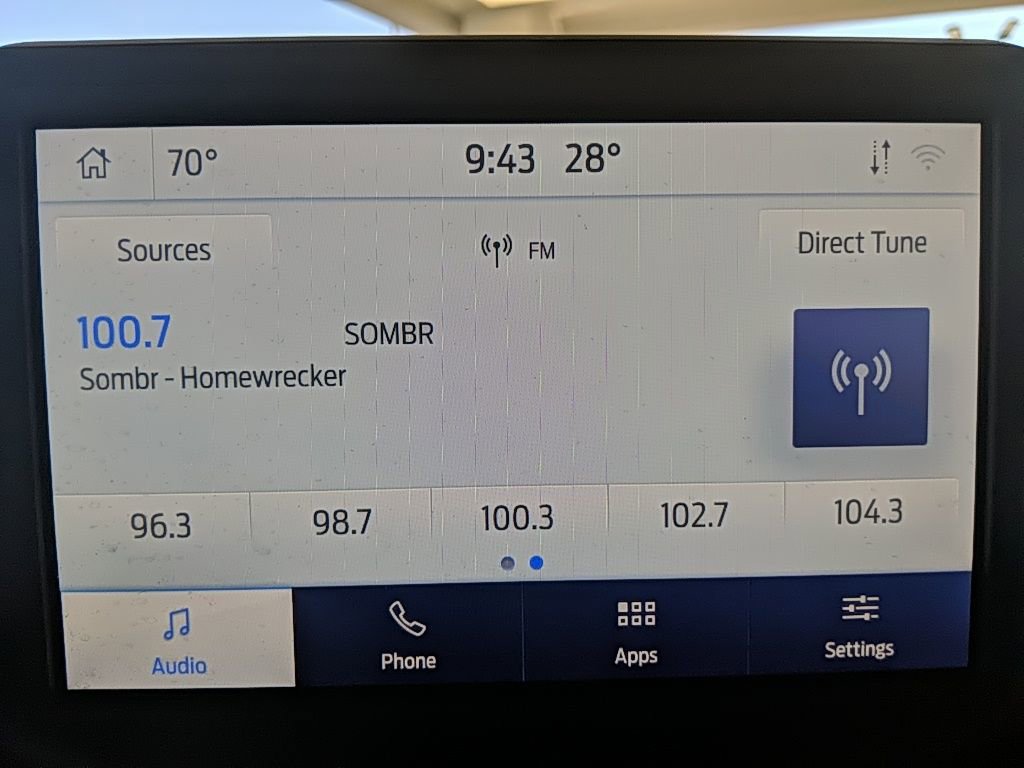 70° 9:43 28°
Sources FM Direct Tune
100.7 SOMBR
Sombr - Homewrecker
96.3 98.7 100.3 102.7 104.3
Audio Phone Apps Settings